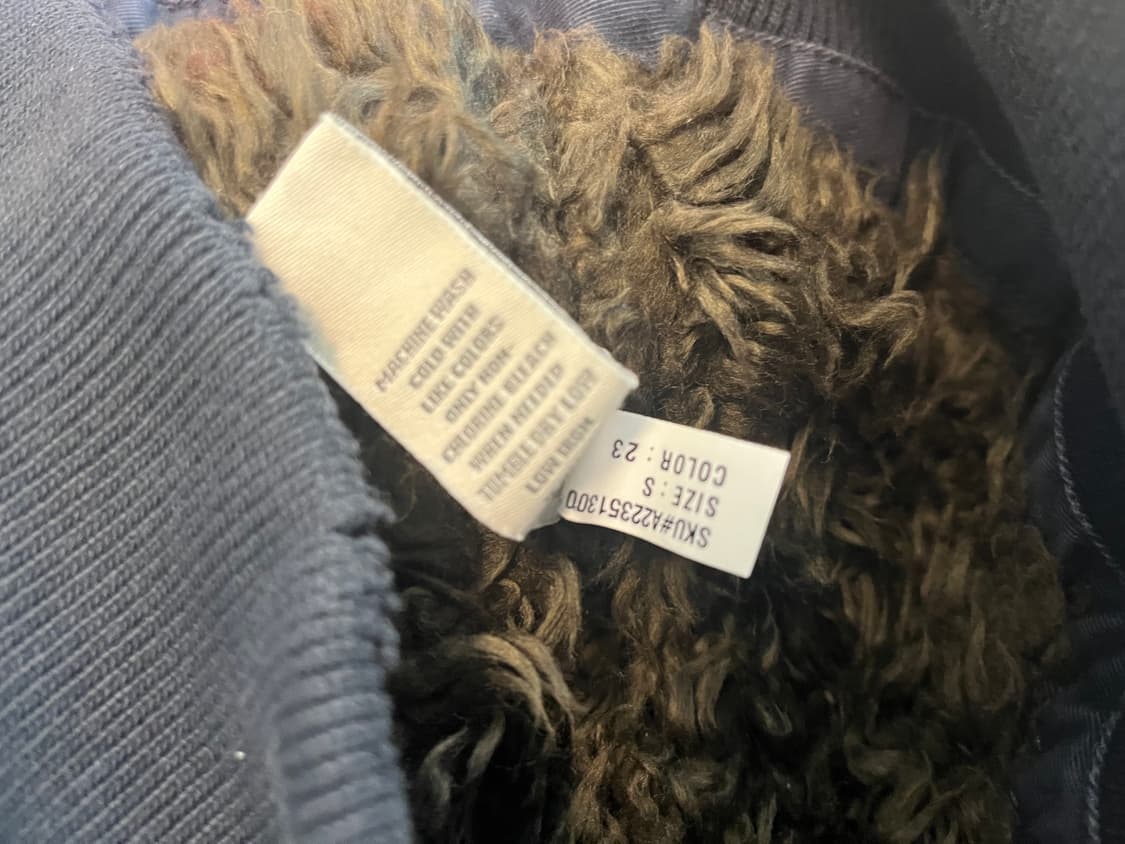 MACHINE WASH
COLD WITH
LIKE COLORS
ONLY NON-
CHLORINE BLEACH
WHEN NEEDED
TUMBLE DRY LOW
LOW IRON
SKU#A22351300
SIZE: S
COLOR: 23